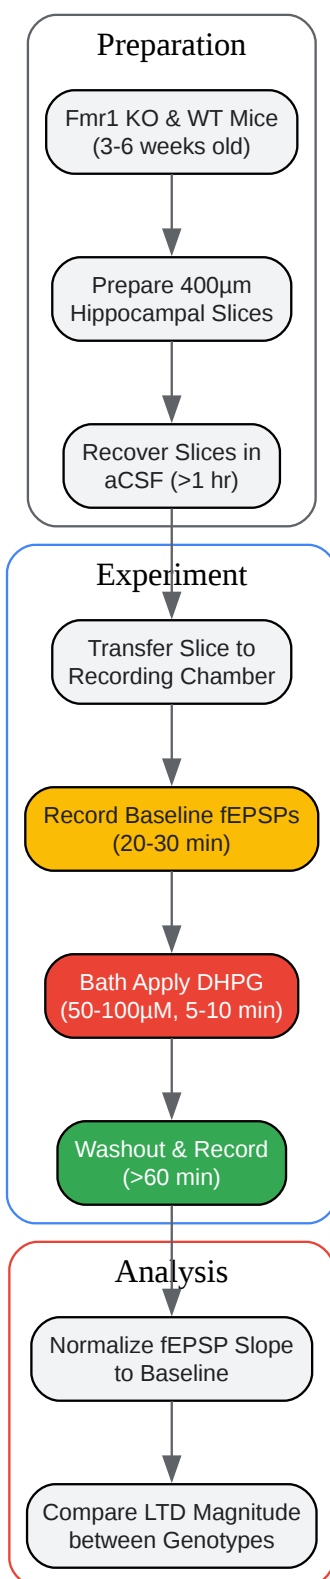 Preparation
Fmr1 KO & WT Mice
(3-6 weeks old)
Prepare 400µm
Hippocampal Slices
Recover Slices in
aCSF (>1 hr)
Experiment
Transfer Slice to
Recording Chamber
Record Baseline fEPSPs
(20-30 min)
Bath Apply DHPG
(50-100µM, 5-10 min)
Washout & Record
(>60 min)
Analysis
Normalize fEPSP Slope
to Baseline
Compare LTD Magnitude
between Genotypes